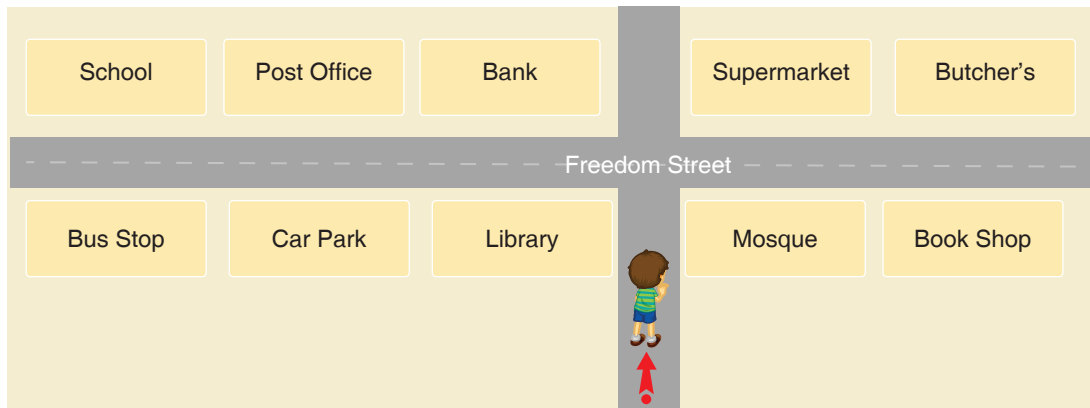 School
Post Office
Bank
Supermarket
Butcher's
Freedom Street
Bus Stop
Car Park
Library
Mosque
Book Shop